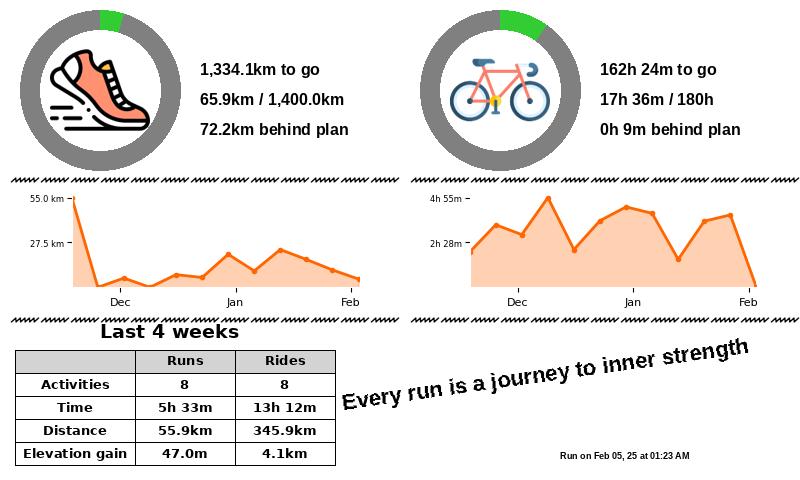 1,334.1km to go
65.9km / 1,400.0km
72.2km behind plan
162h 24m to go
17h 36m / 180h
0h 9m behind plan
55.0 km
27.5 km
Dec Jan Feb
4h 55m
2h 28m
Dec Jan Feb
Last 4 weeks
Runs Rides
Activities 8 8
Time 5h 33m 13h 12m
Distance 55.9km 345.9km
Elevation gain 47.0m 4.1km
Every run is a journey to inner strength
Run on Feb 05, 25 at 01:23 AM